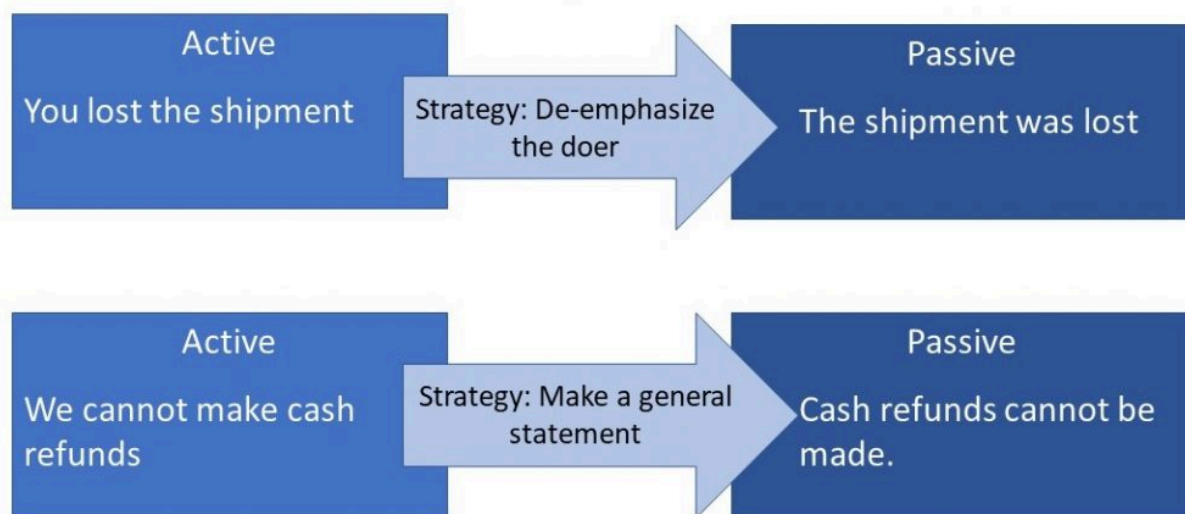 Active
You lost the shipment
Strategy: De-emphasize
the doer
Passive
The shipment was lost
Active
We cannot make cash
refunds
Strategy: Make a general
statement
Passive
Cash refunds cannot be
made.